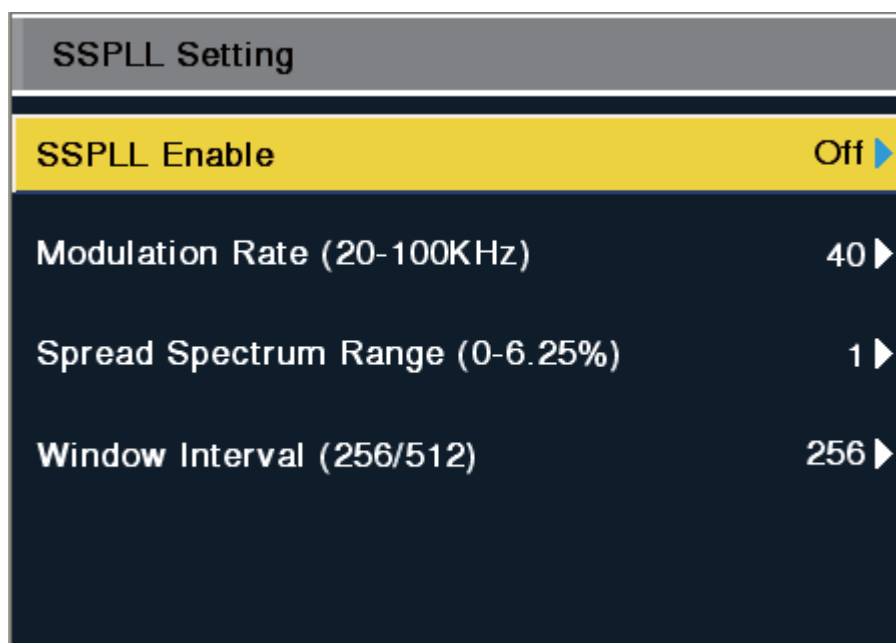 SSPLL Setting
SSPLL Enable Off
Modulation Rate (20-100KHz) 40
Spread Spectrum Range (0-6.25%) 1
Window Interval (256/512) 256